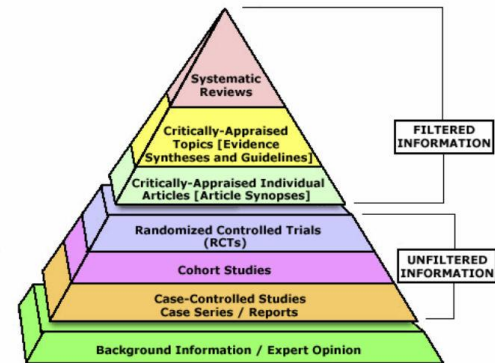 Systematic
Reviews
Critically-Appraised
Topics [Evidence
Syntheses and Guidelines]
Critically-Appraised Individual
Articles [Article Synopses]
FILTERED
INFORMATION
Randomized Controlled Trials
(RCTs)
Cohort Studies
UNFILTERED
INFORMATION
Case-Controlled Studies
Case Series / Reports
Background Information / Expert Opinion